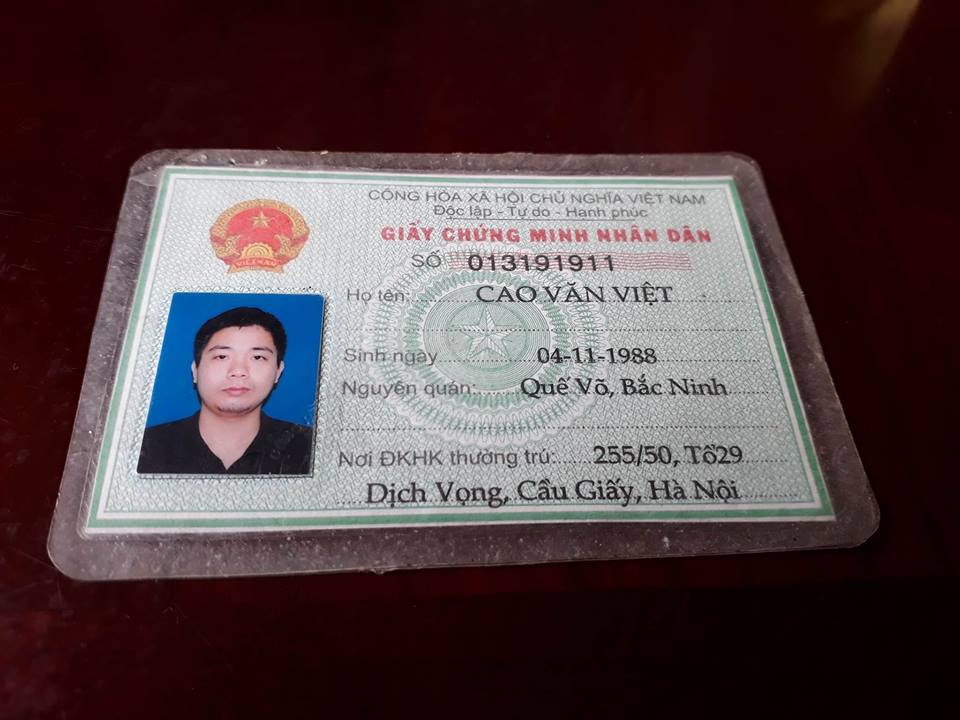 CỘNG HÒA XÃ HỘI CHỦ NGHĨA VIỆT NAM
Độc lập - Tự do - Hạnh phúc
GIẤY CHỨNG MINH NHÂN DÂN
SỐ 013191911
VIỆT NAM
Họ tên: CAO VĂN VIỆT
Sinh ngày 04-11-1988
Nguyên quán: Quế Võ, Bắc Ninh
Nơi ĐKHK thường trú: 255/50, Tổ29
Dịch Vọng, Cầu Giấy, Hà Nội